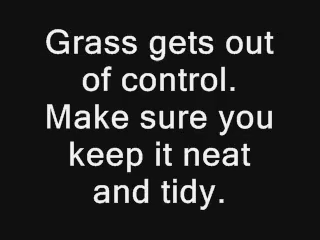 Grass gets out
of control.
Make sure you
keep it neat
and tidy.